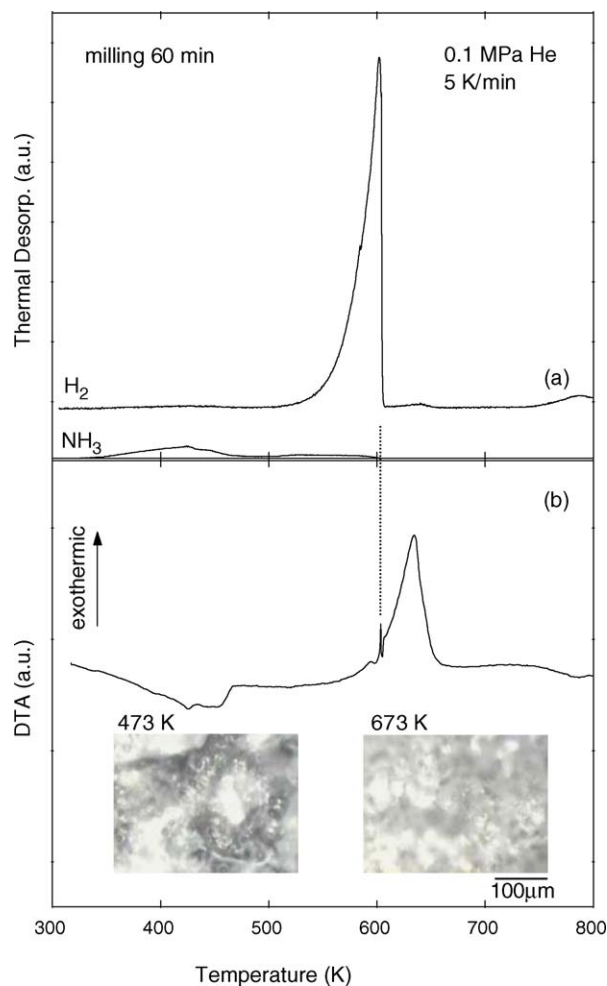 milling 60 min
0.1 MPa He
5 K/min
Thermal Desorp. (a.u.)
H2
(a)
NH3
(b)
exothermic
DTA (a.u.)
473 K
673 K
100μm
300 400 500 600 700 800
Temperature (K)